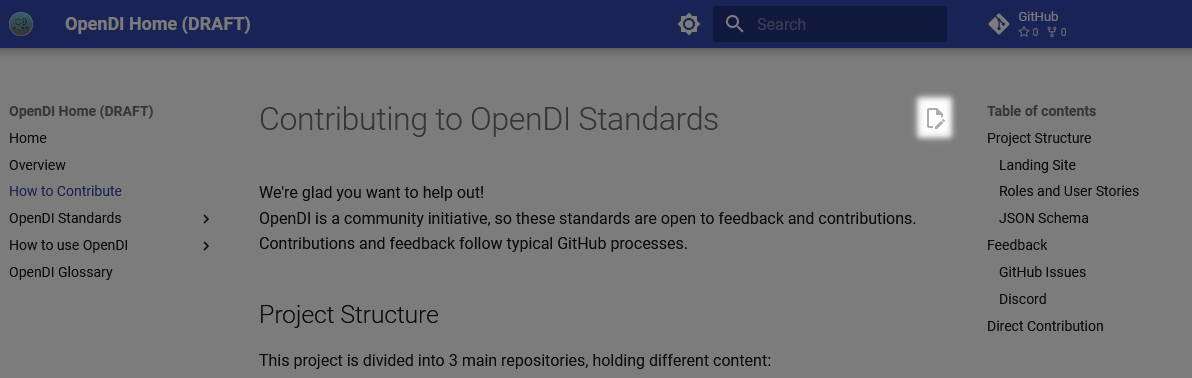 OpenDI Home (DRAFT)
Search
GitHub
0 0
OpenDI Home (DRAFT)
Home
Overview
How to Contribute
OpenDI Standards
How to use OpenDI
OpenDI Glossary
Contributing to OpenDI Standards
We're glad you want to help out!
OpenDI is a community initiative, so these standards are open to feedback and contributions.
Contributions and feedback follow typical GitHub processes.
Project Structure
This project is divided into 3 main repositories, holding different content:
Table of contents
Project Structure
Landing Site
Roles and User Stories
JSON Schema
Feedback
GitHub Issues
Discord
Direct Contribution